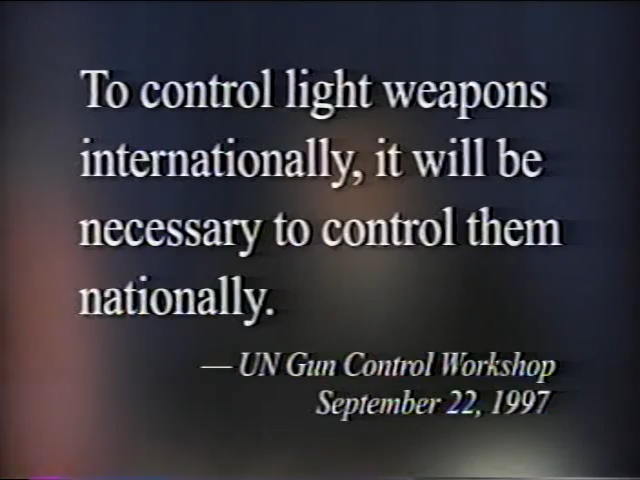 To control light weapons
internationally, it will be
necessary to control them
nationally.
— UN Gun Control Workshop
September 22, 1997